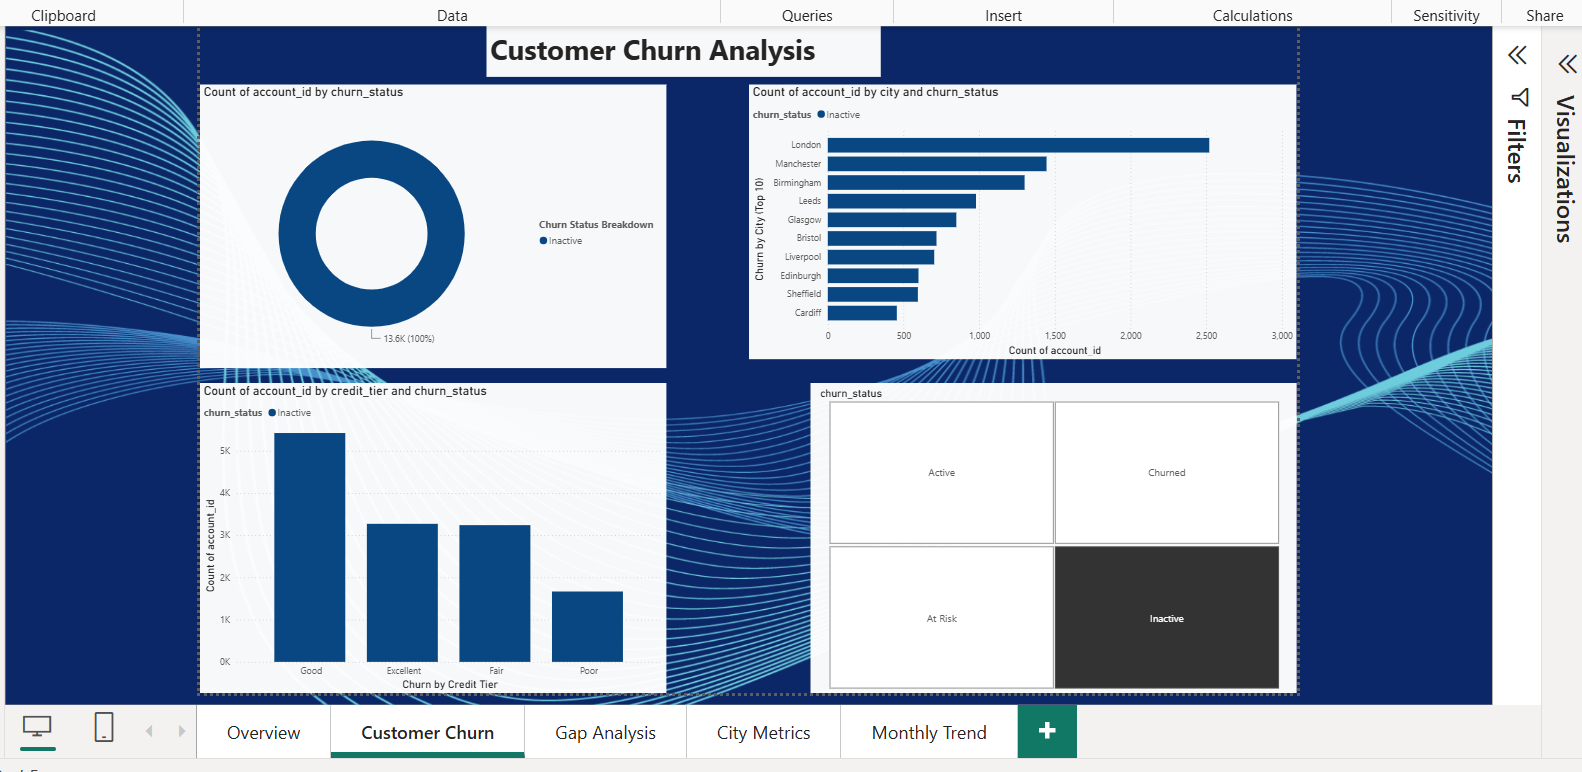 Clipboard
Data
Queries
Insert
Calculations
Sensitivity
Share
Customer Churn Analysis
Count of account_id by churn_status
Churn Status Breakdown
Inactive
13.6K (100%)
Count of account_id by city and churn_status
churn_status Inactive
Churn by City (Top 10)
London
Manchester
Birmingham
Leeds
Glasgow
Bristol
Liverpool
Edinburgh
Sheffield
Cardiff
0 500 1,000 1,500 2,000 2,500 3,000
Count of account_id
Filters
Visualizations
Count of account_id by credit_tier and churn_status
churn_status Inactive
Count of account_id
5K
4K
3K
2K
1K
0K
Good Excellent Fair Poor
Churn by Credit Tier
churn_status
Active
Churned
At Risk
Inactive
Overview
Customer Churn
Gap Analysis
City Metrics
Monthly Trend